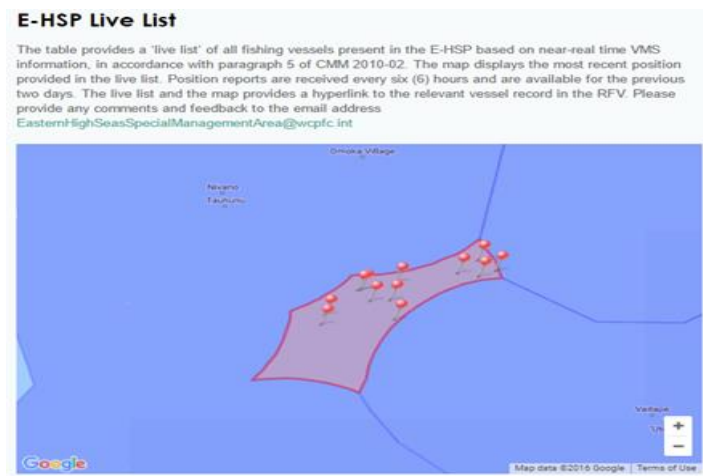 E-HSP Live List
The table provides a 'live list' of all fishing vessels present in the E-HSP based on near-real time VMS
information, in accordance with paragraph 5 of CMM 2010-02. The map displays the most recent position
provided in the live list. Position reports are received every six (6) hours and are available for the previous
two days. The live list and the map provides a hyperlink to the relevant vessel record in the RFV. Please
provide any comments and feedback to the email address
EasternHighSeasSpecialManagementArea@wcpfc.int
Omoka Village
Nivano
Tauhunu
Vaitape
+
−
Google
Map data ©2016 Google
Terms of Use